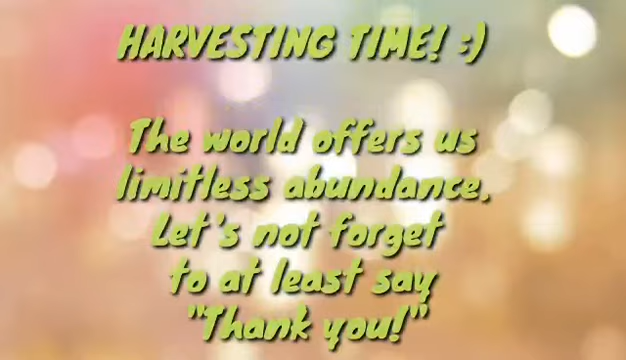 HARVESTING TIME! :)
The world offers us
limitless abundance.
Let's not forget
to at least say
"Thank you!"